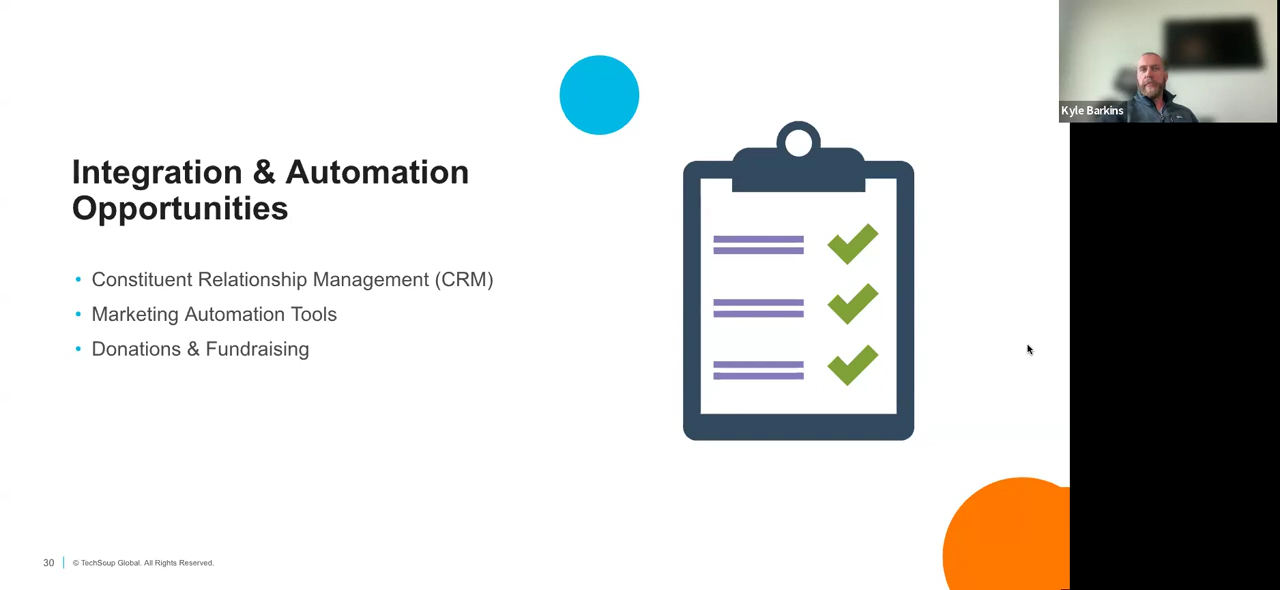 Kyle Barkins
Integration & Automation
Opportunities
• Constituent Relationship Management (CRM)
• Marketing Automation Tools
• Donations & Fundraising
30
© TechSoup Global. All Rights Reserved.